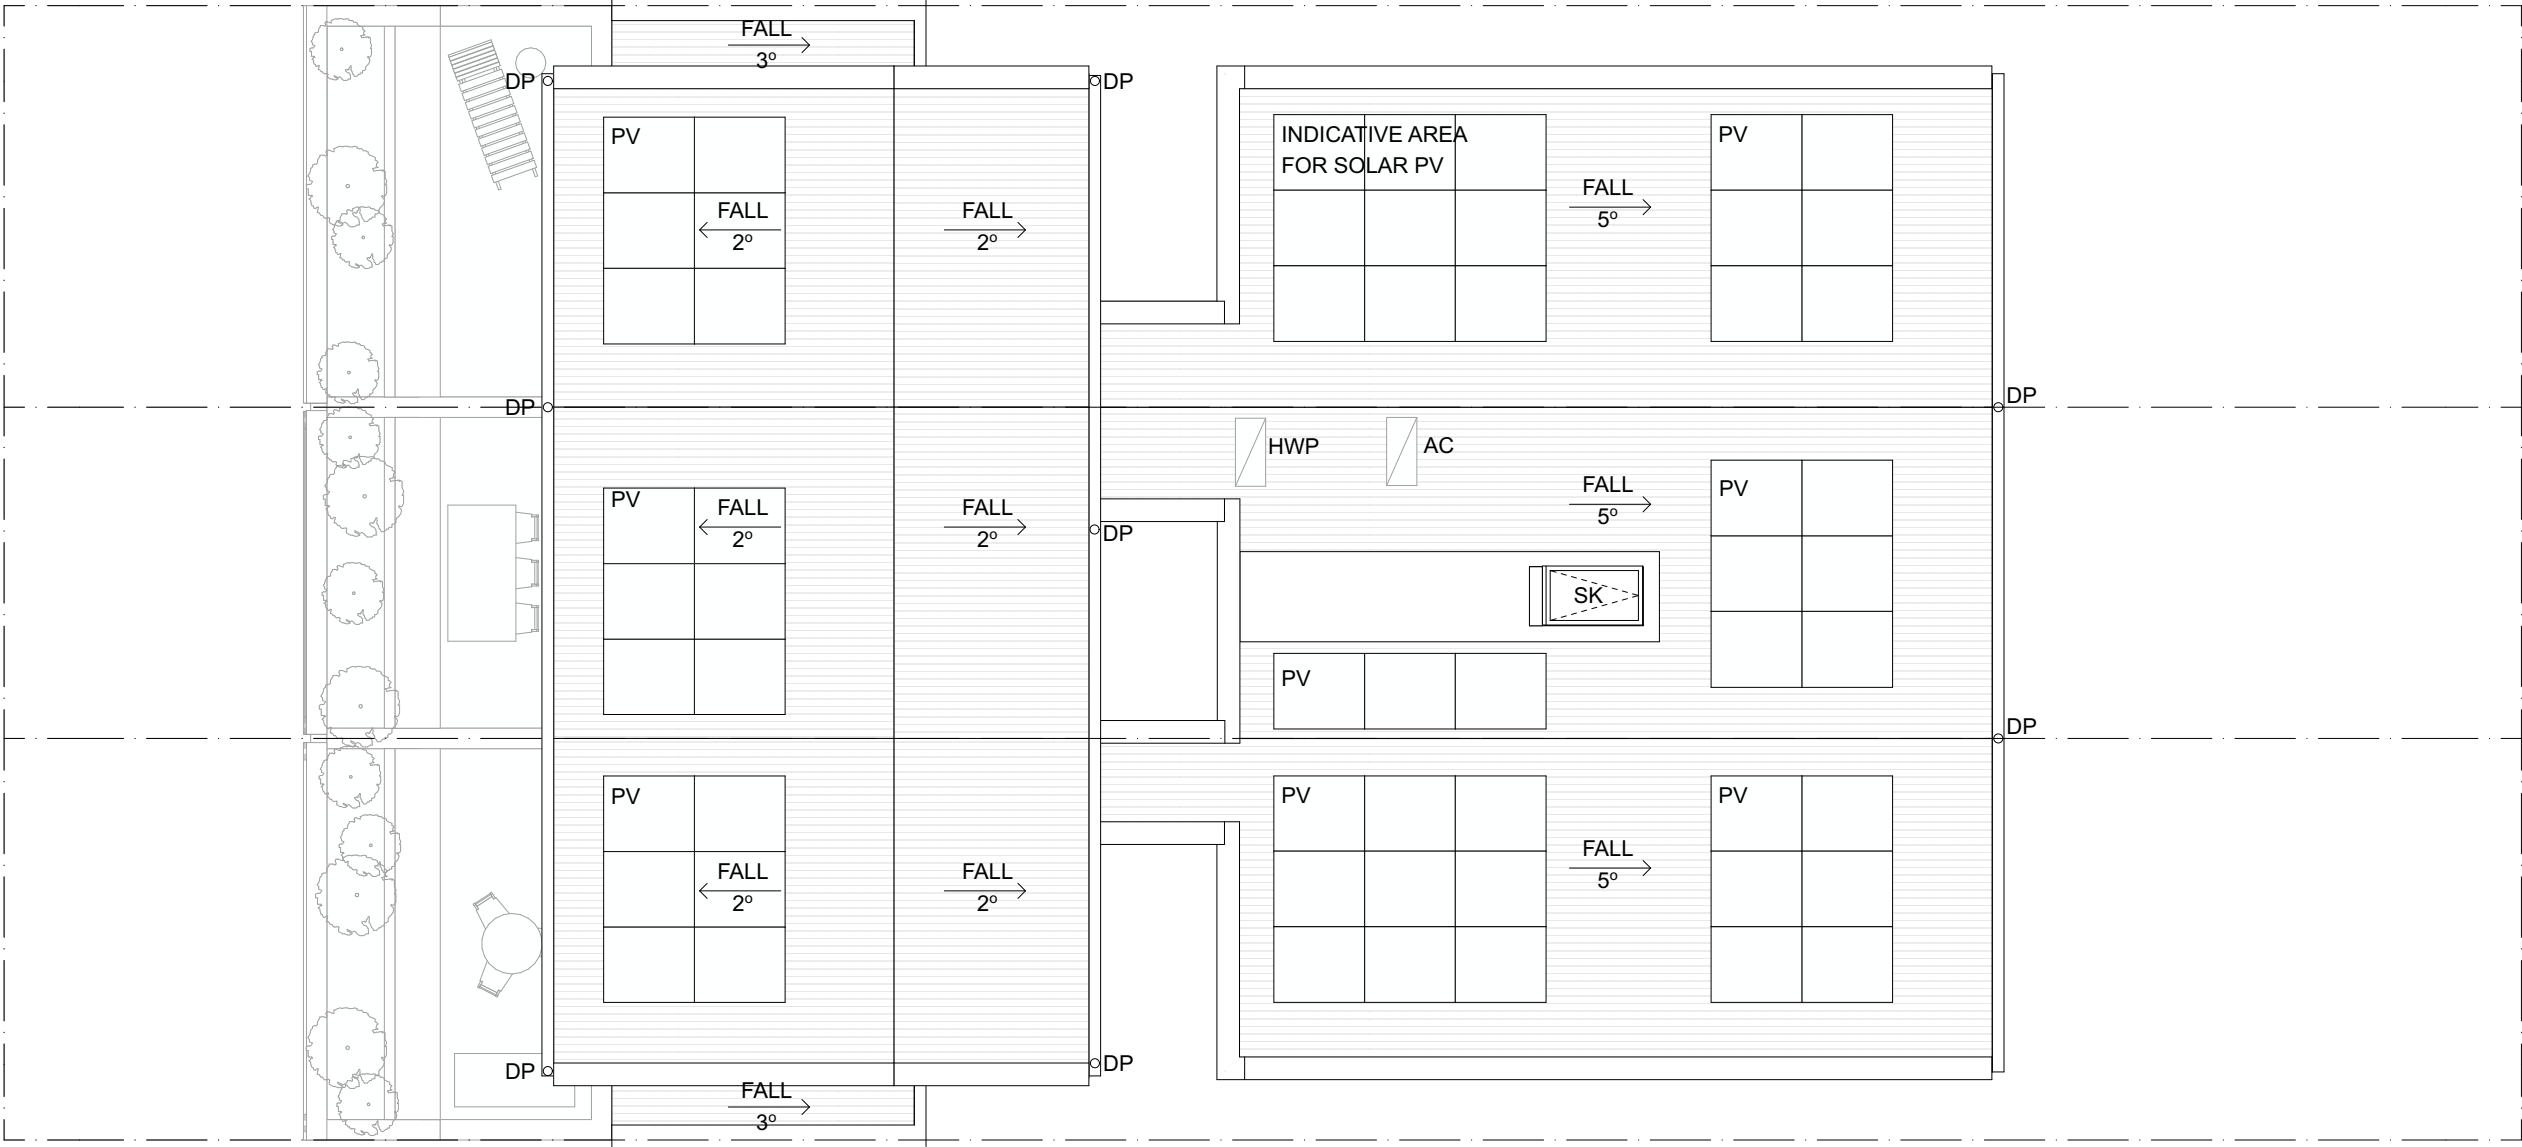 FALL
3º
DP
DP
PV
INDICATIVE AREA
FOR SOLAR PV
PV
FALL
5º
FALL
2º
FALL
2º
DP
DP
HWP
AC
PV
FALL
2º
FALL
2º
DP
FALL
5º
PV
SK
PV
DP
PV
PV
PV
FALL
5º
FALL
2º
FALL
2º
DP
DP
FALL
3º